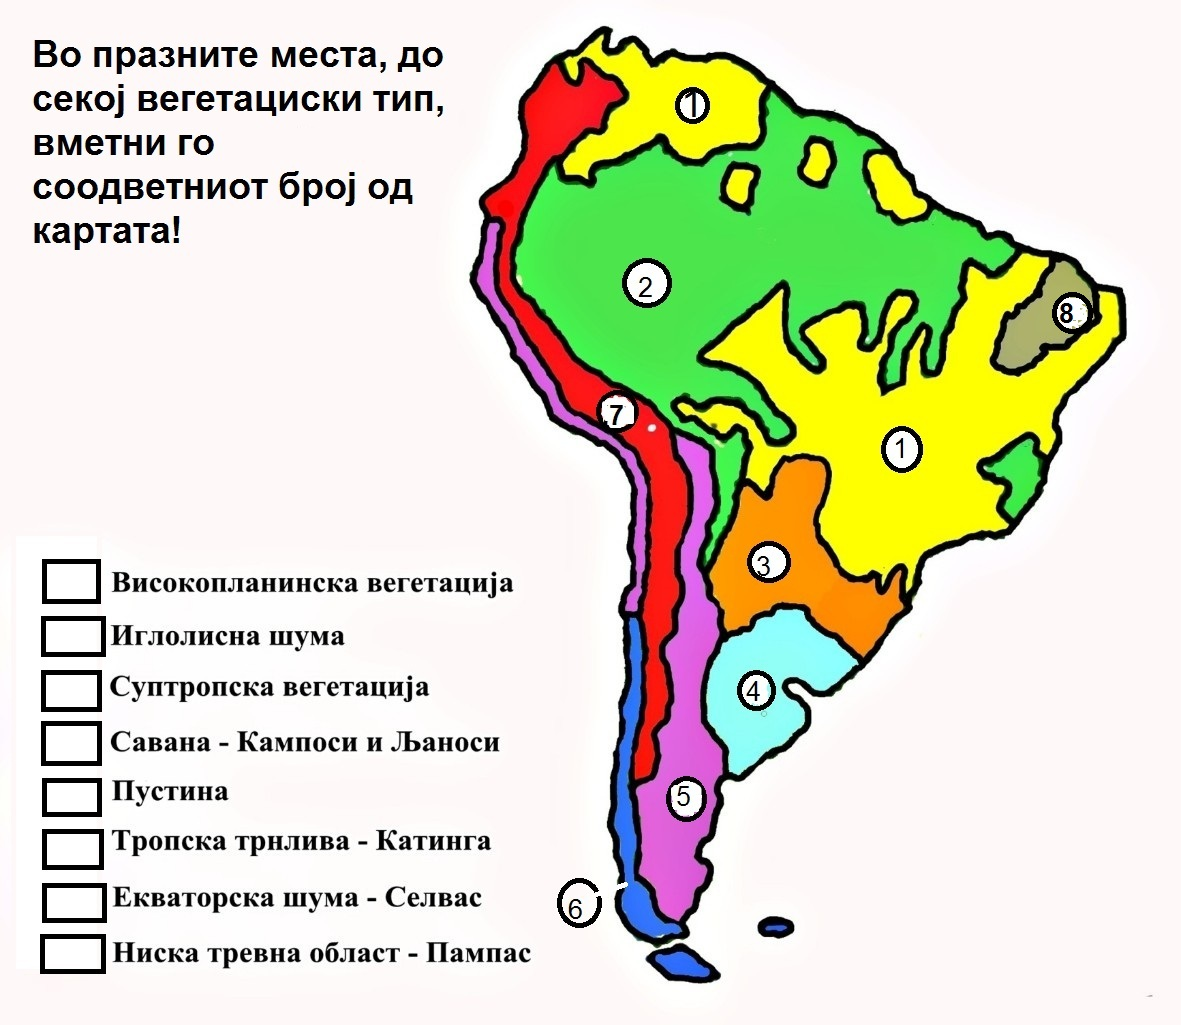 Во празните места, до
секој вегетациски тип,
вметни го
соодветниот број од
картата!
1
2
8
7
1
3
4
5
6
Високопланинска вегетација
Иглолисна шума
Суптропска вегетација
Савана - Кампоси и Љаноси
Пустина
Тропска трнлива - Катинга
Екваторска шума - Селвас
Ниска тревна област - Пампас